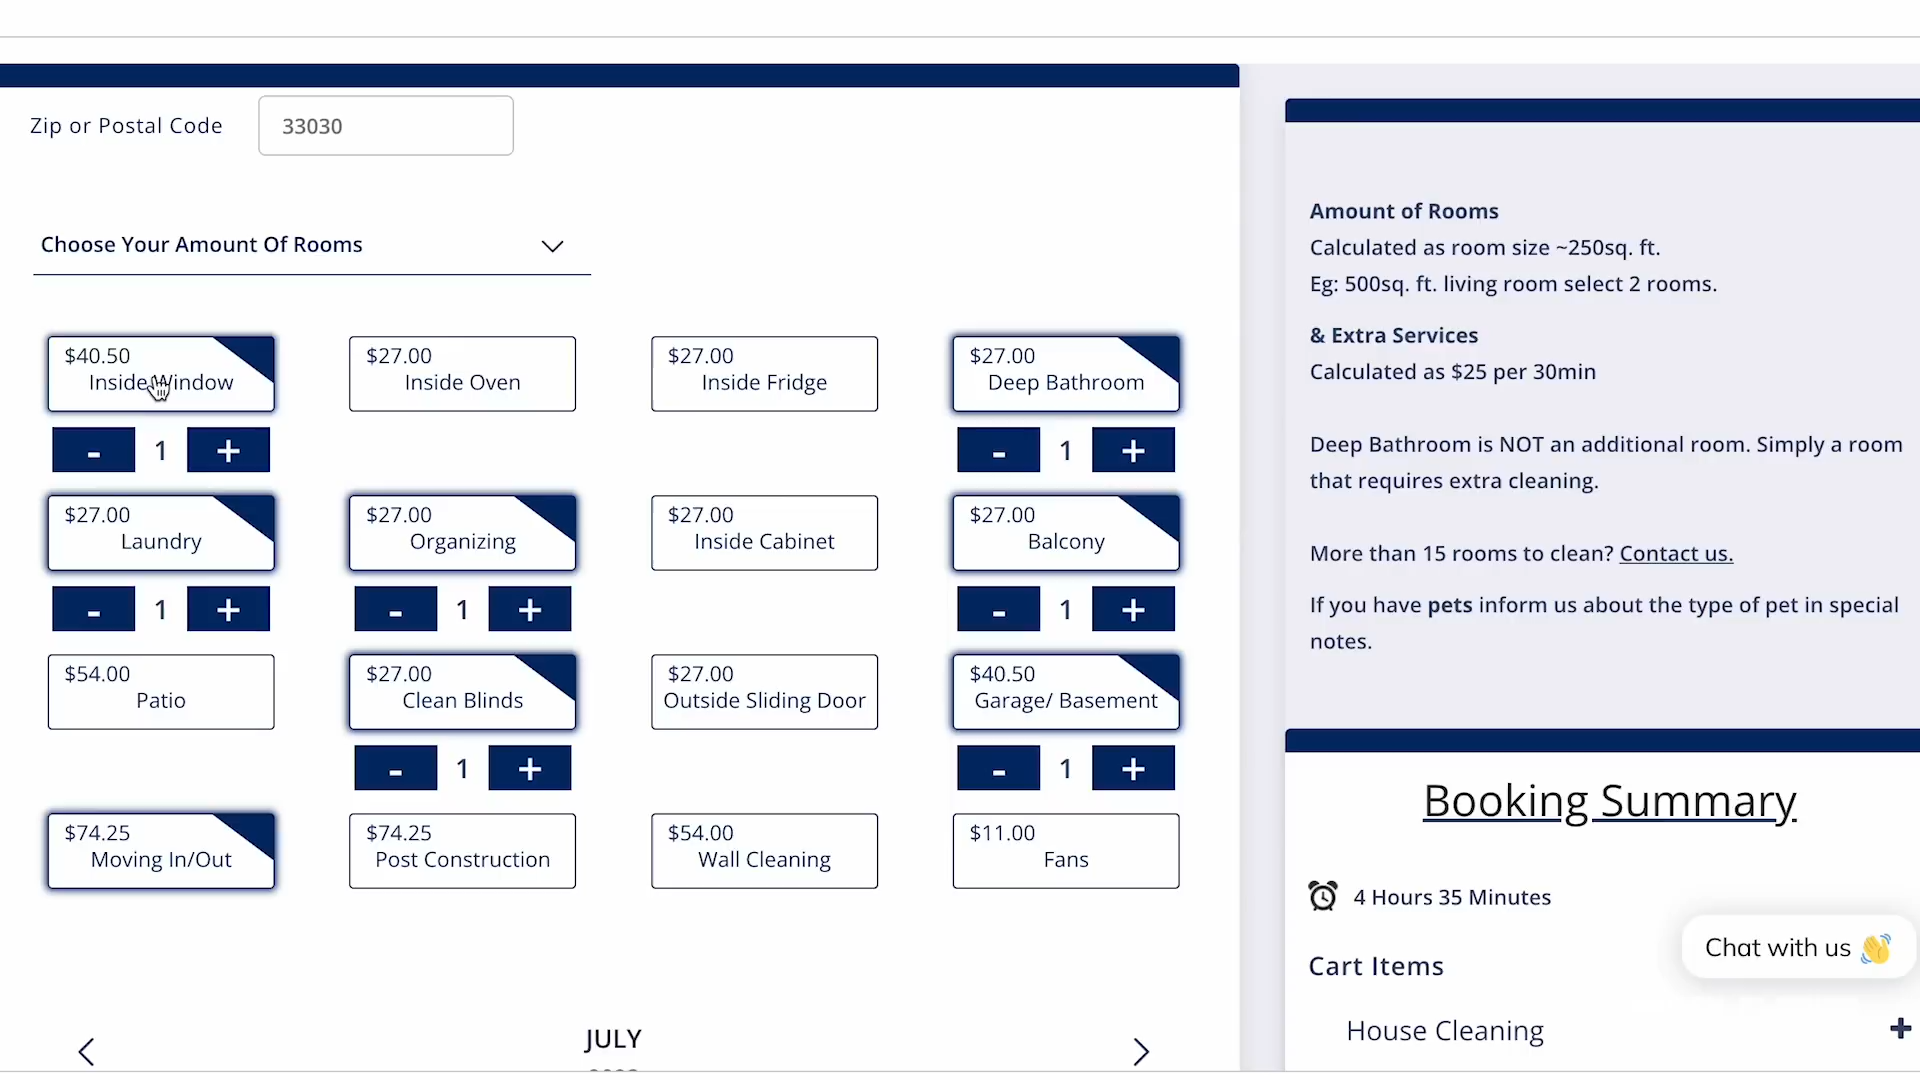 Zip or Postal Code
33030
Choose Your Amount Of Rooms
$40.50
Inside Window
$27.00
Inside Oven
$27.00
Inside Fridge
$27.00
Deep Bathroom
- 1 +
- 1 +
$27.00
Laundry
$27.00
Organizing
$27.00
Inside Cabinet
$27.00
Balcony
- 1 +
- 1 +
- 1 +
$54.00
Patio
$27.00
Clean Blinds
$27.00
Outside Sliding Door
$40.50
Garage/ Basement
- 1 +
- 1 +
$74.25
Moving In/Out
$74.25
Post Construction
$54.00
Wall Cleaning
$11.00
Fans
JULY
Amount of Rooms
Calculated as room size ~250sq. ft.
Eg: 500sq. ft. living room select 2 rooms.
& Extra Services
Calculated as $25 per 30min
Deep Bathroom is NOT an additional room. Simply a room
that requires extra cleaning.
More than 15 rooms to clean? Contact us.
If you have pets inform us about the type of pet in special
notes.
Booking Summary
4 Hours 35 Minutes
Chat with us 👋
Cart Items
House Cleaning +